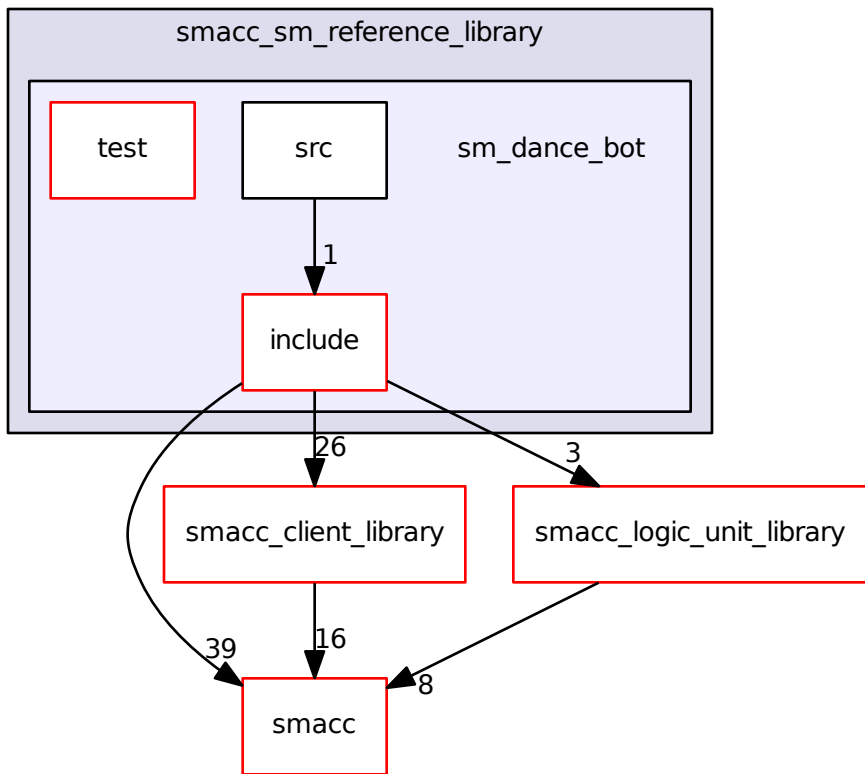 smacc_sm_reference_library
test
src
sm_dance_bot
1
include
26
3
smacc_client_library
smacc_logic_unit_library
39
16
8
smacc